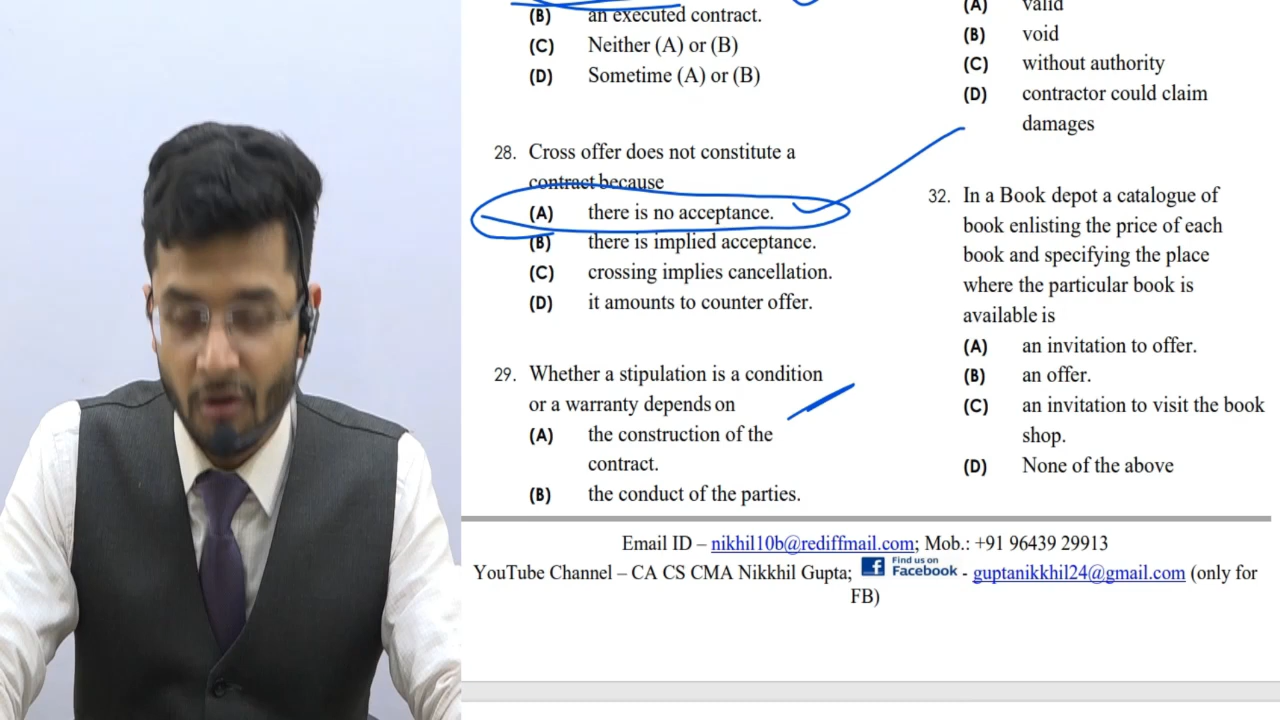 (B) an executed contract.
(C) Neither (A) or (B)
(D) Sometime (A) or (B)
28. Cross offer does not constitute a
contract because
(A) there is no acceptance.
(B) there is implied acceptance.
(C) crossing implies cancellation.
(D) it amounts to counter offer.
29. Whether a stipulation is a condition
or a warranty depends on
(A) the construction of the
contract.
(B) the conduct of the parties.
(A) valid
(B) void
(C) without authority
(D) contractor could claim
damages
32. In a Book depot a catalogue of
book enlisting the price of each
book and specifying the place
where the particular book is
available is
(A) an invitation to offer.
(B) an offer.
(C) an invitation to visit the book
shop.
(D) None of the above
Email ID – nikhil10b@rediffmail.com; Mob.: +91 96439 29913
YouTube Channel – CA CS CMA Nikkhil Gupta; Find us on Facebook - guptanikkhil24@gmail.com (only for
FB)